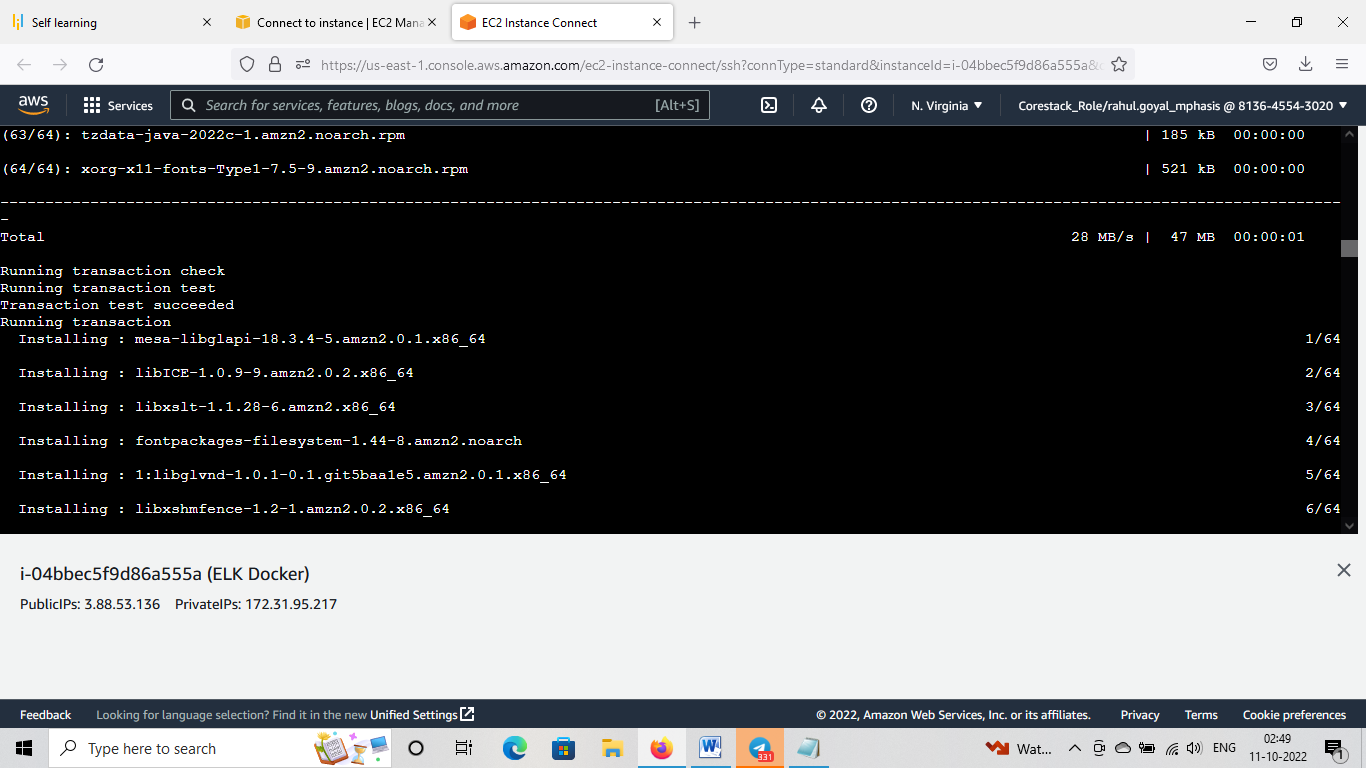 Self learning
Connect to instance | EC2 Mana
EC2 Instance Connect
https://us-east-1.console.aws.amazon.com/ec2-instance-connect/ssh?connType=standard&instanceId=i-04bbec5f9d86a555a&
aws
Services
Search for services, features, blogs, docs, and more
[Alt+S]
N. Virginia
Corestack_Role/rahul.goyal_mphasis @ 8136-4554-3020
(63/64): tzdata-java-2022c-1.amzn2.noarch.rpm | 185 kB 00:00:00
(64/64): xorg-x11-fonts-Type1-7.5-9.amzn2.noarch.rpm | 521 kB 00:00:00
Total 28 MB/s | 47 MB 00:00:01
Running transaction check
Running transaction test
Transaction test succeeded
Running transaction
Installing : mesa-libglapi-18.3.4-5.amzn2.0.1.x86_64 1/64
Installing : libICE-1.0.9-9.amzn2.0.2.x86_64 2/64
Installing : libxslt-1.1.28-6.amzn2.x86_64 3/64
Installing : fontpackages-filesystem-1.44-8.amzn2.noarch 4/64
Installing : 1:libglvnd-1.0.1-0.1.git5baa1e5.amzn2.0.1.x86_64 5/64
Installing : libxshmfence-1.2-1.amzn2.0.2.x86_64 6/64
i-04bbec5f9d86a555a (ELK Docker)
PublicIPs: 3.88.53.136 PrivateIPs: 172.31.95.217
Feedback
Looking for language selection? Find it in the new Unified Settings
© 2022, Amazon Web Services, Inc. or its affiliates.
Privacy
Terms
Cookie preferences
Type here to search
331
Wat...
ENG
02:49
11-10-2022
1